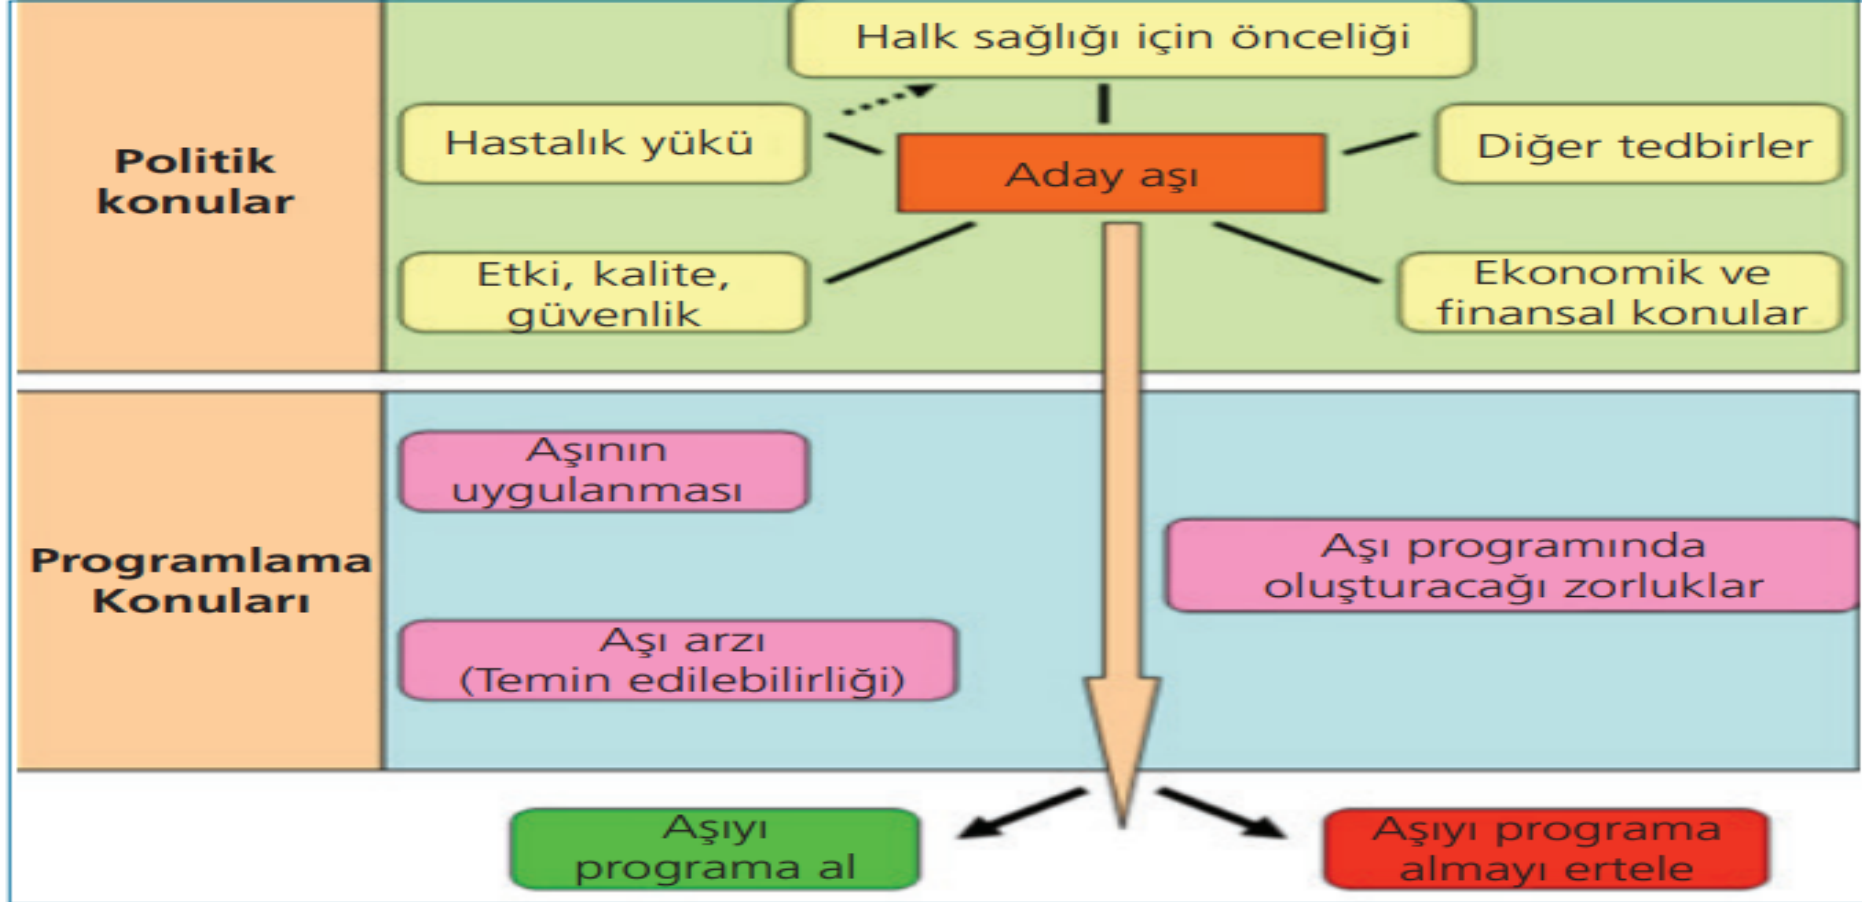 Halk sağlığı için önceliği
Politik
konular
Hastalık yükü
Aday aşı
Diğer tedbirler
Etki, kalite,
güvenlik
Ekonomik ve
finansal konular
Programlama
Konuları
Aşının
uygulanması
Aşı programında
oluşturacağı zorluklar
Aşı arzı
(Temin edilebilirliği)
Aşıyı
programa al
Aşıyı programa
almayı ertele